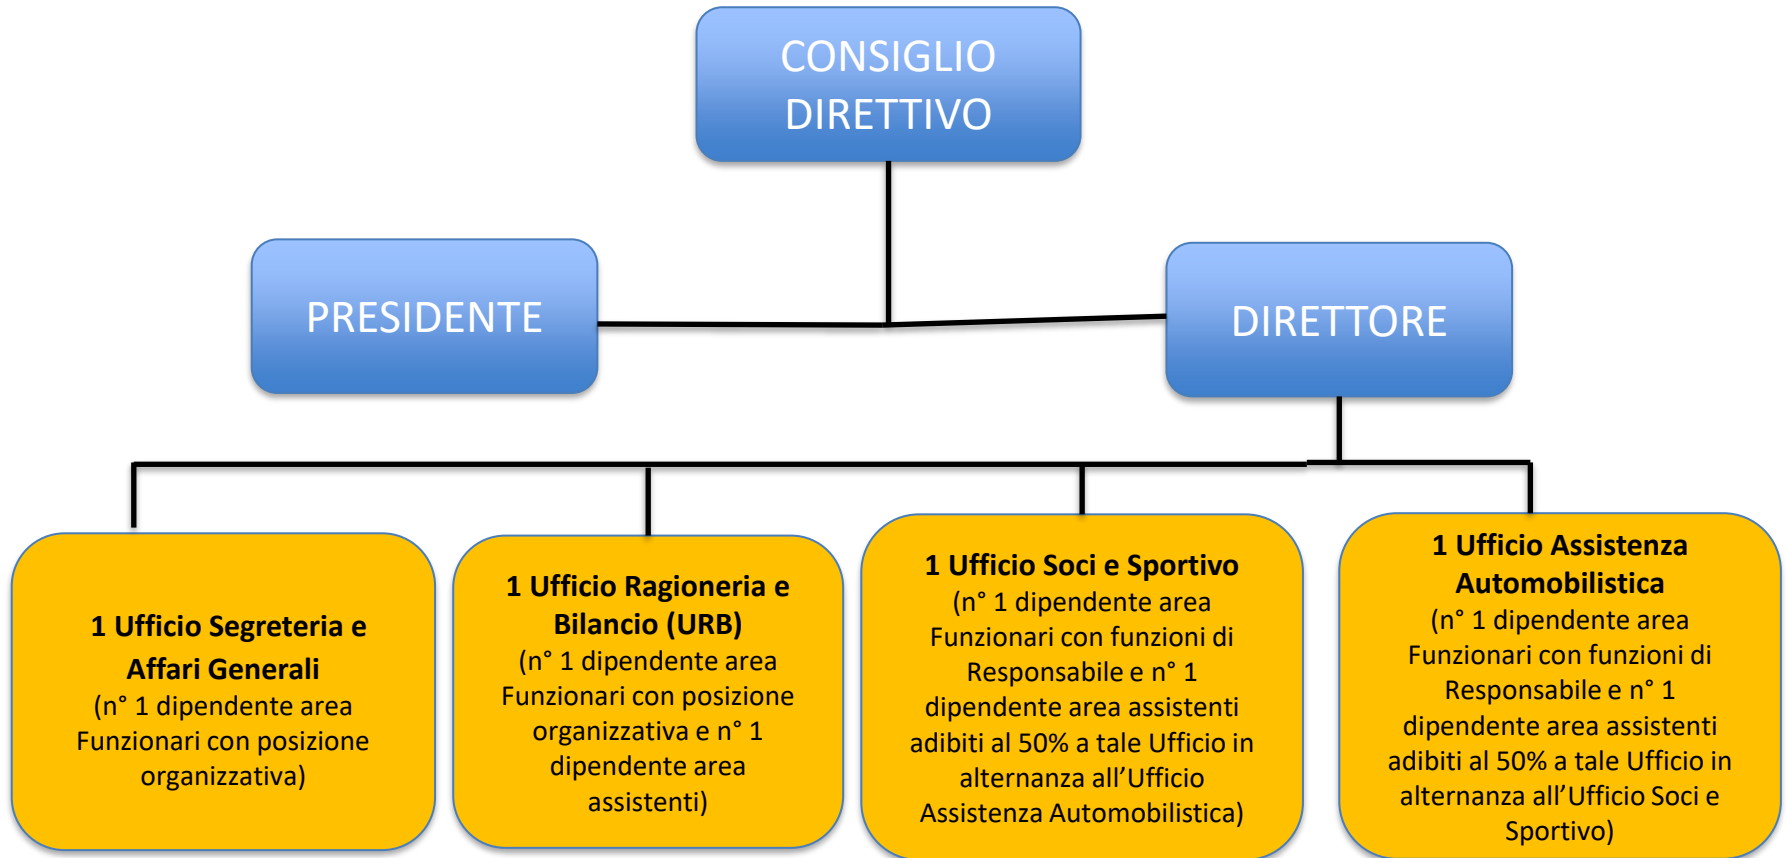 CONSIGLIO
DIRETTIVO
PRESIDENTE
DIRETTORE
1 Ufficio Segreteria e
Affari Generali
(n° 1 dipendente area
Funzionari con posizione
organizzativa)
1 Ufficio Ragioneria e
Bilancio (URB)
(n° 1 dipendente area
Funzionari con posizione
organizzativa e n° 1
dipendente area
assistenti)
1 Ufficio Soci e Sportivo
(n° 1 dipendente area
Funzionari con funzioni di
Responsabile e n° 1
dipendente area assistenti
adibiti al 50% a tale Ufficio in
alternanza all’Ufficio
Assistenza Automobilistica)
1 Ufficio Assistenza
Automobilistica
(n° 1 dipendente area
Funzionari con funzioni di
Responsabile e n° 1
dipendente area assistenti
adibiti al 50% a tale Ufficio in
alternanza all’Ufficio Soci e
Sportivo)